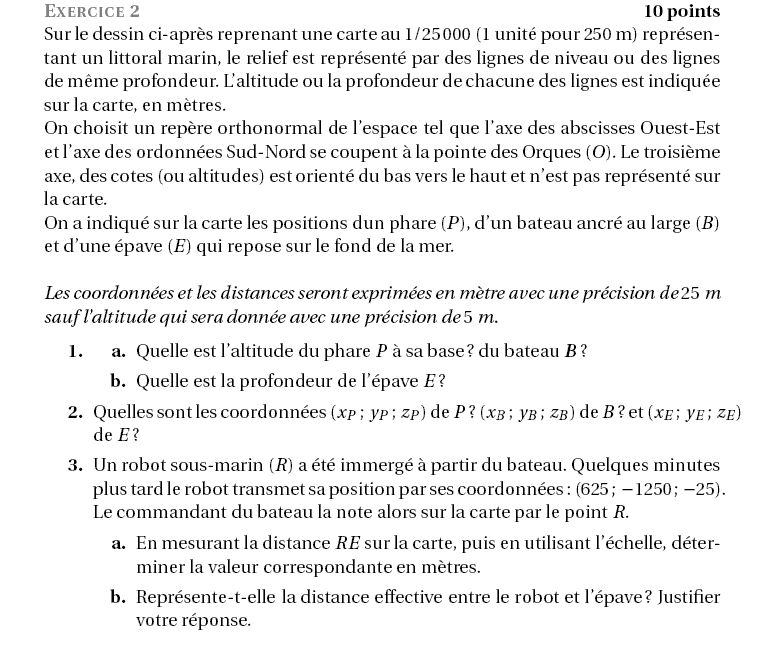 EXERCICE 2 10 points
Sur le dessin ci-après reprenant une carte au 1/25000 (1 unité pour 250 m) représen-
tant un littoral marin, le relief est représenté par des lignes de niveau ou des lignes
de même profondeur. L'altitude ou la profondeur de chacune des lignes est indiquée
sur la carte, en mètres.
On choisit un repère orthonormal de l'espace tel que l'axe des abscisses Ouest-Est
et l'axe des ordonnées Sud-Nord se coupent à la pointe des Orques (O). Le troisième
axe, des cotes (ou altitudes) est orienté du bas vers le haut et n'est pas représenté sur
la carte.
On a indiqué sur la carte les positions dun phare (P), d'un bateau ancré au large (B)
et d'une épave (E) qui repose sur le fond de la mer.
Les coordonnées et les distances seront exprimées en mètre avec une précision de 25 m
sauf l'altitude qui sera donnée avec une précision de 5 m.
1. a. Quelle est l'altitude du phare P à sa base? du bateau B?
b. Quelle est la profondeur de l'épave E?
2. Quelles sont les coordonnées (xP ; yP ; zP) de P? (xB ; yB ; zB) de B? et (xE ; yE ; zE)
de E?
3. Un robot sous-marin (R) a été immergé à partir du bateau. Quelques minutes
plus tard le robot transmet sa position par ses coordonnées : (625 ; −1250 ; −25).
Le commandant du bateau la note alors sur la carte par le point R.
a. En mesurant la distance RE sur la carte, puis en utilisant l'échelle, déter-
miner la valeur correspondante en mètres.
b. Représente-t-elle la distance effective entre le robot et l'épave? Justifier
votre réponse.